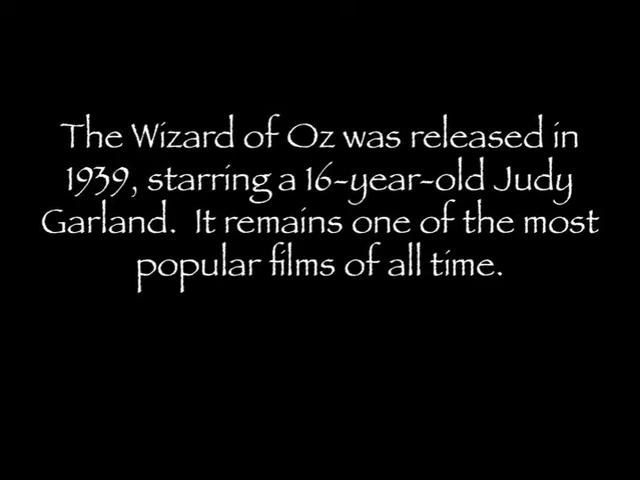 The Wizard of Oz was released in
1939, starring a 16-year-old Judy
Garland.  It remains one of the most
popular films of all time.